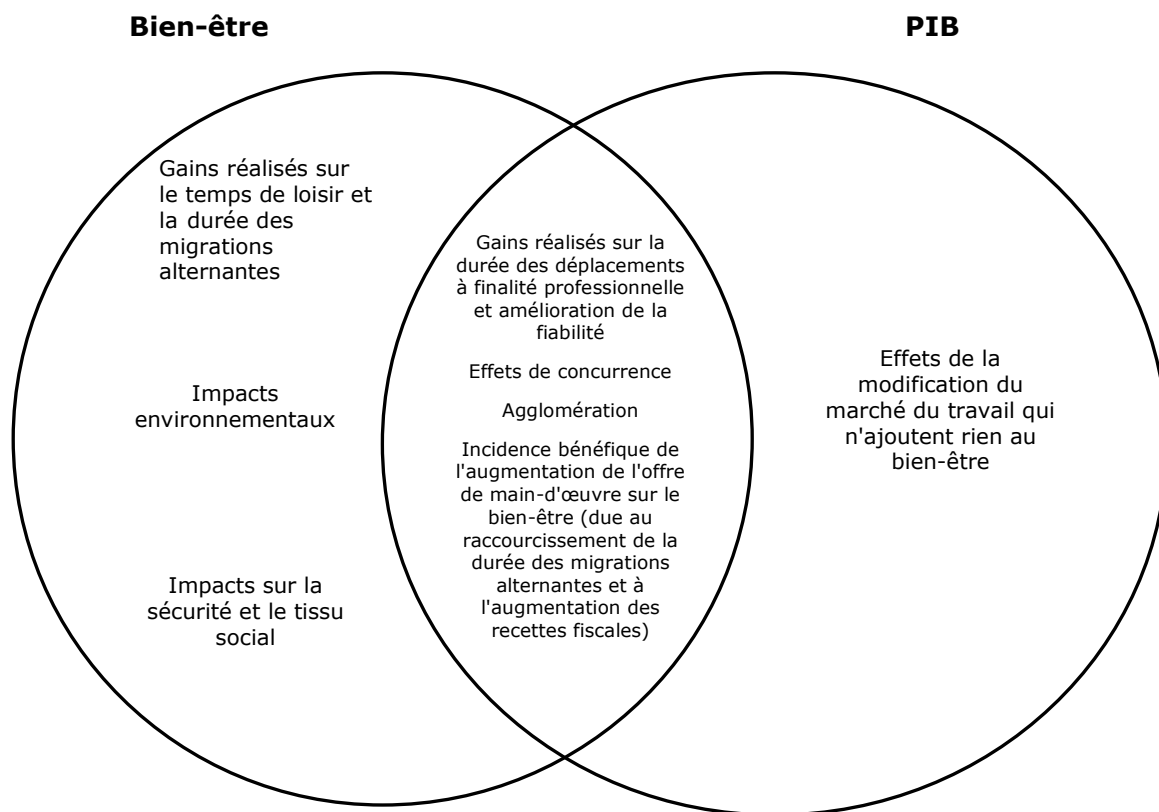 Bien-être
PIB
Gains réalisés sur
le temps de loisir et
la durée des
migrations
alternantes
Impacts
environnementaux
Impacts sur la
sécurité et le tissu
social
Gains réalisés sur la
durée des déplacements
à finalité professionnelle
et amélioration de la
fiabilité
Effets de concurrence
Agglomération
Incidence bénéfique de
l'augmentation de l'offre
de main-d'œuvre sur le
bien-être (due au
raccourcissement de la
durée des migrations
alternantes et à
l'augmentation des
recettes fiscales)
Effets de la
modification du
marché du travail qui
n'ajoutent rien au
bien-être